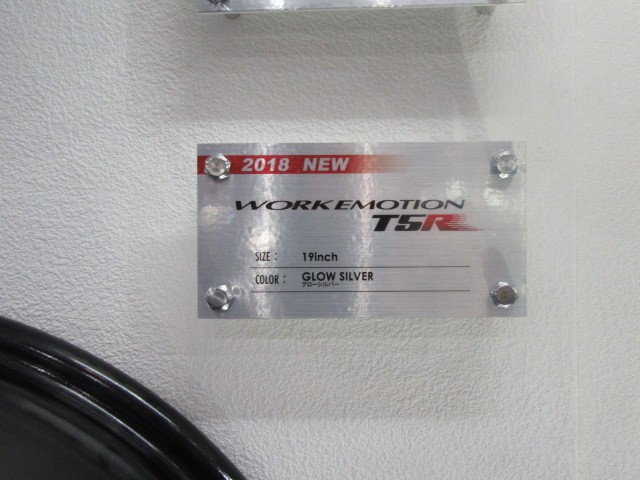 2018 NEW
WORK EMOTION
T5R
SIZE : 19inch
COLOR : GLOW SILVER
グローシルバー